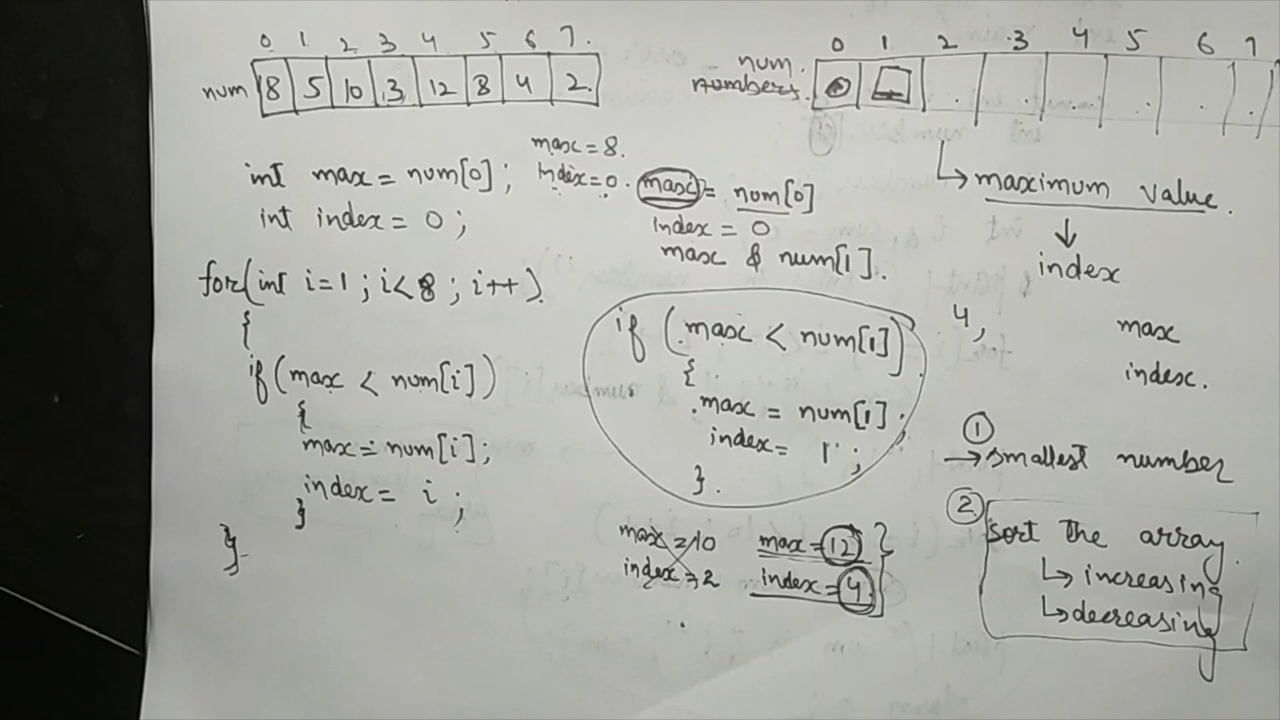 0 1 2 3 4 5 6 7.
num 8 5 10 3 12 8 4 2.
int max = num[0];
int index = 0;
max = 8.
index = 0.
for(int i=1; i<8; i++)
{
if(max < num[i])
{
max = num[i];
index = i;
}
}
max = num[0]
index = 0
max & num[1].
if (max < num[1])
{
max = num[1];
index = 1;
}.
max = 10
index = 2
max = 12
index = 4
}
0 1 2 3 4 5 6 7
num.
numbers.
maximum value.
index
4,
max
index.
1
→ smallest number
2
sort the array.
↳ increasing
↳ decreasing